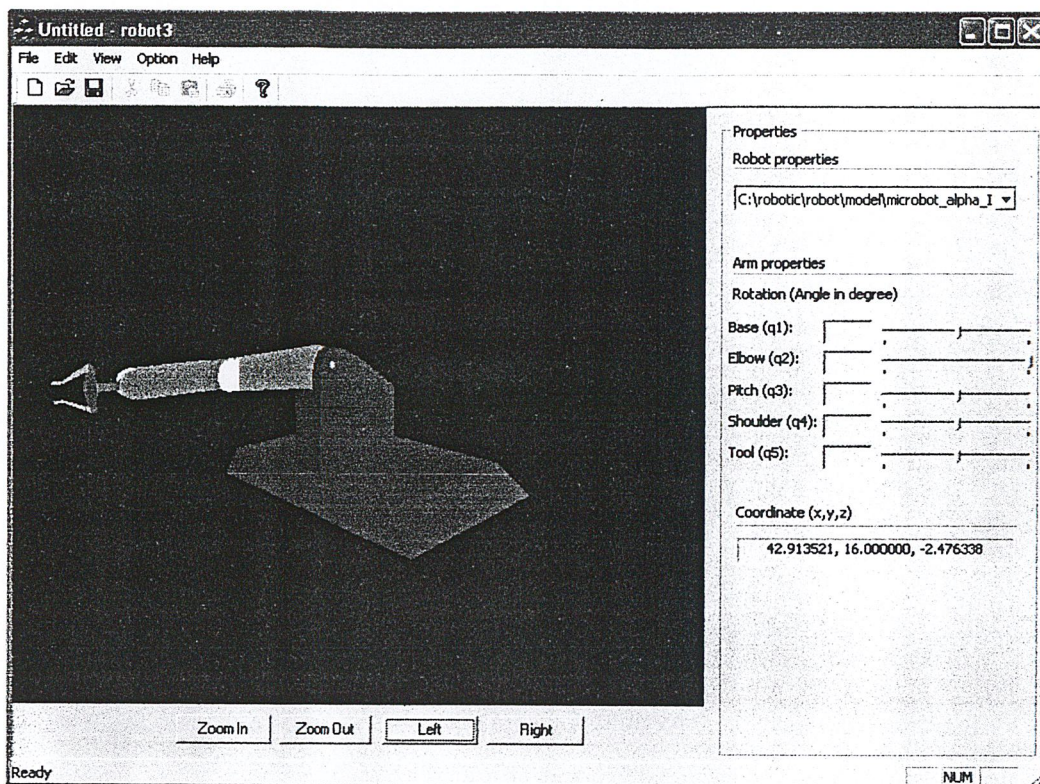 Untitled - robot3
File Edit View Option Help
Properties
Robot properties
C:\robotic\robot\model\microbot_alpha_I
Arm properties
Rotation (Angle in degree)
Base (q1):
Elbow (q2):
Pitch (q3):
Shoulder (q4):
Tool (q5):
Coordinate (x,y,z)
42.913521, 16.000000, -2.476338
Zoom In Zoom Out Left Right
Ready NUM